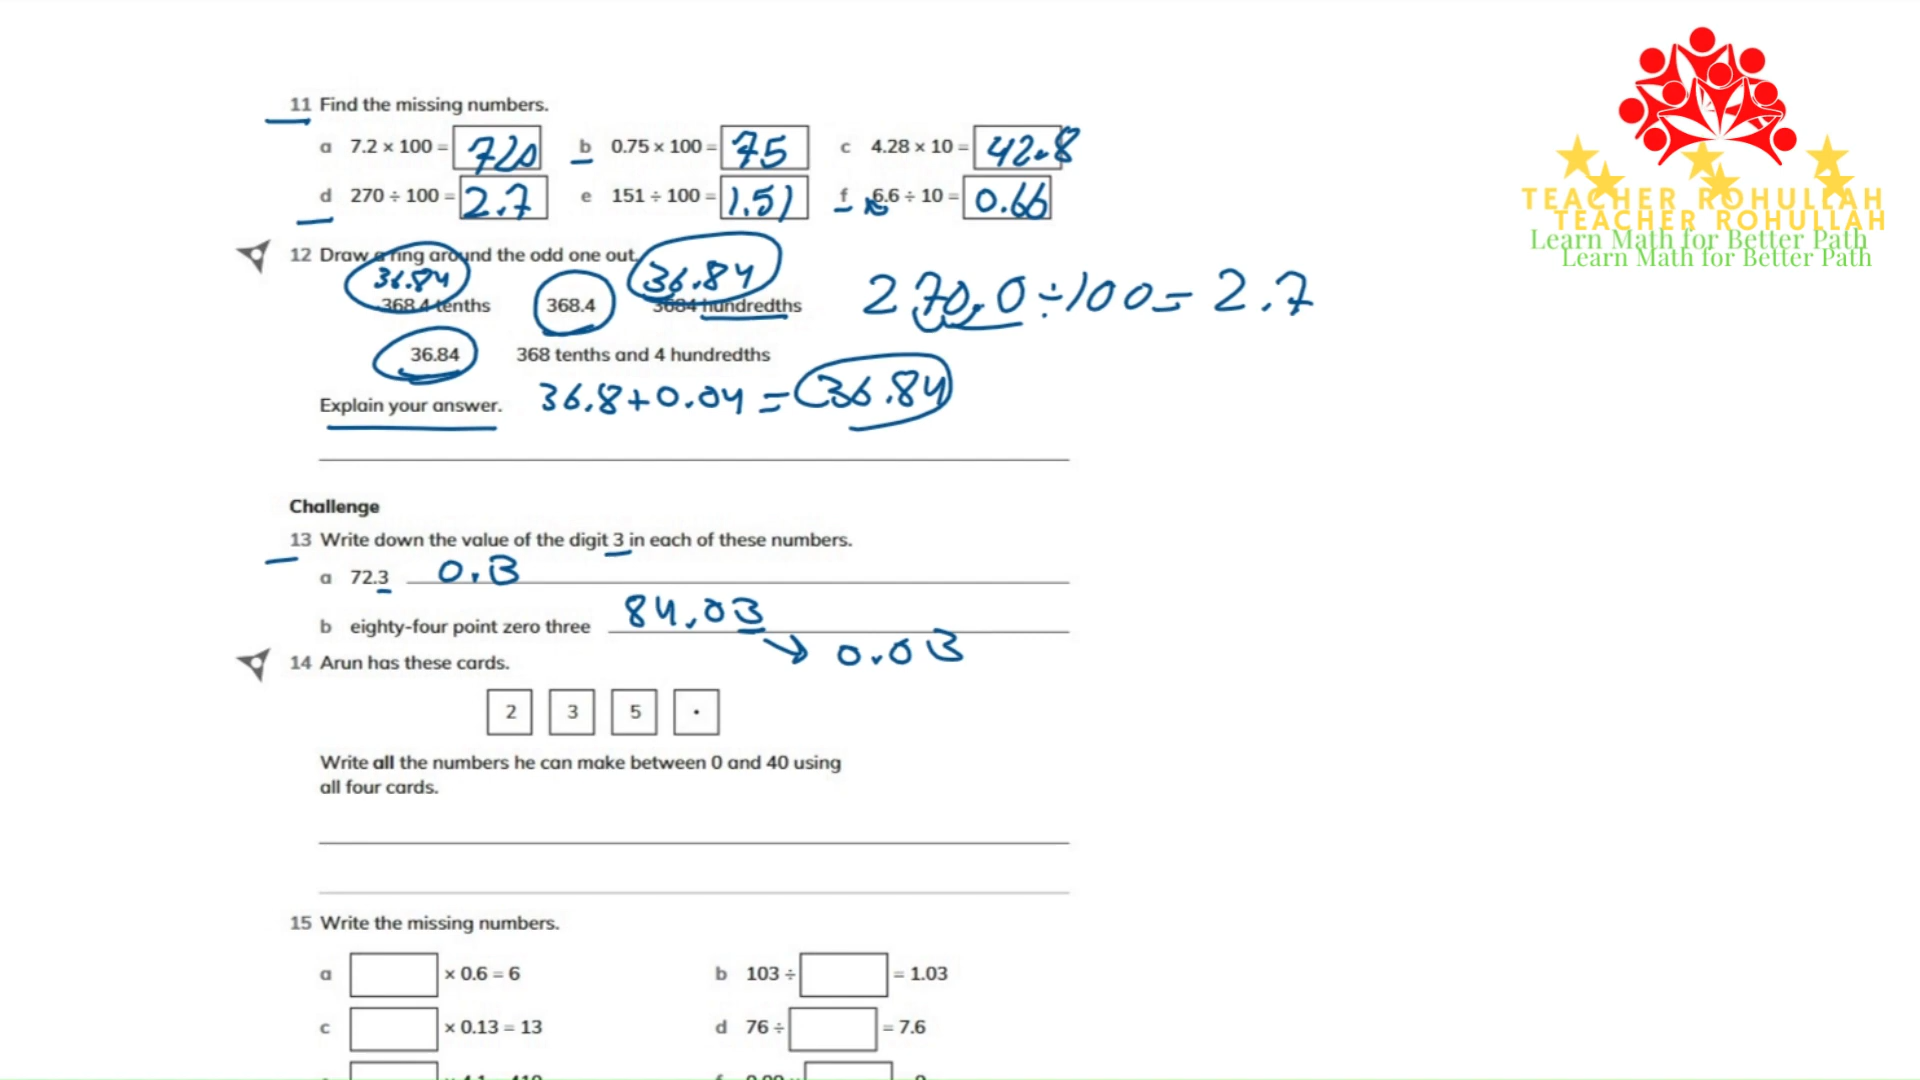 11 Find the missing numbers.
a 7.2 × 100 = 720 b 0.75 × 100 = 75 c 4.28 × 10 = 42.8
d 270 ÷ 100 = 2.7 e 151 ÷ 100 = 1.51 f 6.6 ÷ 10 = 0.66
12 Draw a ring around the odd one out.
36.84 36.84
368.4 tenths 368.4 3684 hundredths
270.0 ÷ 100 = 2.7
36.84 368 tenths and 4 hundredths
36.8 + 0.04 = 36.84
Explain your answer.
Challenge
13 Write down the value of the digit 3 in each of these numbers.
a 72.3 0.3
b eighty-four point zero three 84.03
0.03
14 Arun has these cards.
2 3 5 .
Write all the numbers he can make between 0 and 40 using
all four cards.
15 Write the missing numbers.
a × 0.6 = 6 b 103 ÷ = 1.03
c × 0.13 = 13 d 76 ÷ = 7.6
TEACHER ROHULLAH
TEACHER ROHULLAH
Learn Math for Better Path
Learn Math for Better Path